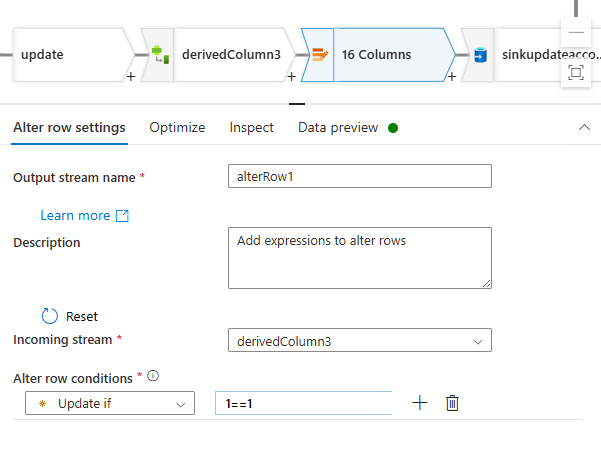 update
derivedColumn3
16 Columns
sinkupdateacco...
+ + +
Alter row settings Optimize Inspect Data preview
Output stream name * alterRow1
Learn more
Description Add expressions to alter rows
Reset
Incoming stream * derivedColumn3
Alter row conditions *
Update if 1==1